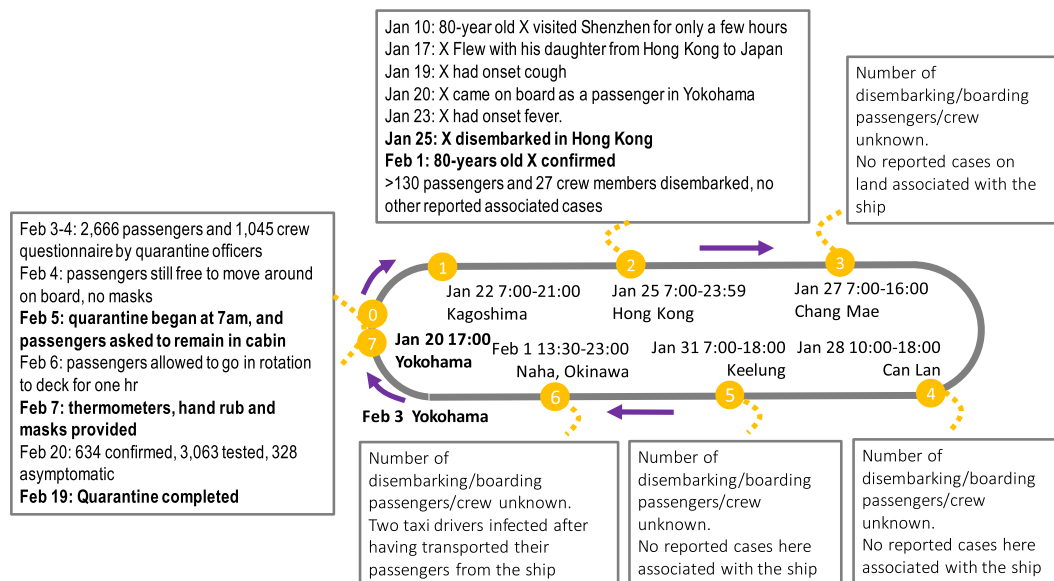 Jan 10: 80-year old X visited Shenzhen for only a few hours
Jan 17: X Flew with his daughter from Hong Kong to Japan
Jan 19: X had onset cough
Jan 20: X came on board as a passenger in Yokohama
Jan 23: X had onset fever.
Jan 25: X disembarked in Hong Kong
Feb 1: 80-years old X confirmed
>130 passengers and 27 crew members disembarked, no
other reported associated cases
Number of
disembarking/boarding
passengers/crew
unknown.
No reported cases on
land associated with the
ship
Feb 3-4: 2,666 passengers and 1,045 crew
questionnaire by quarantine officers
Feb 4: passengers still free to move around
on board, no masks
Feb 5: quarantine began at 7am, and
passengers asked to remain in cabin
Feb 6: passengers allowed to go in rotation
to deck for one hr
Feb 7: thermometers, hand rub and
masks provided
Feb 20: 634 confirmed, 3,063 tested, 328
asymptomatic
Feb 19: Quarantine completed
0
Jan 20 17:00
Yokohama
1
Jan 22 7:00-21:00
Kagoshima
2
Jan 25 7:00-23:59
Hong Kong
3
Jan 27 7:00-16:00
Chang Mae
4
Jan 28 10:00-18:00
Can Lan
5
Jan 31 7:00-18:00
Keelung
6
Feb 1 13:30-23:00
Naha, Okinawa
7
Feb 3 Yokohama
Number of
disembarking/boarding
passengers/crew unknown.
Two taxi drivers infected after
having transported their
passengers from the ship
Number of
disembarking/boarding
passengers/crew
unknown.
No reported cases here
associated with the ship
Number of
disembarking/boarding
passengers/crew
unknown.
No reported cases here
associated with the ship